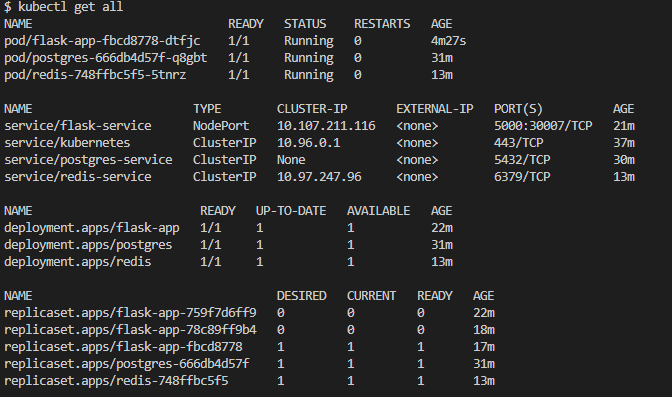 $ kubectl get all
NAME READY STATUS RESTARTS AGE
pod/flask-app-fbcd8778-dtfjc 1/1 Running 0 4m27s
pod/postgres-666db4d57f-q8gbt 1/1 Running 0 31m
pod/redis-748ffbc5f5-5tnrz 1/1 Running 0 13m
NAME TYPE CLUSTER-IP EXTERNAL-IP PORT(S) AGE
service/flask-service NodePort 10.107.211.116 <none> 5000:30007/TCP 21m
service/kubernetes ClusterIP 10.96.0.1 <none> 443/TCP 37m
service/postgres-service ClusterIP None <none> 5432/TCP 30m
service/redis-service ClusterIP 10.97.247.96 <none> 6379/TCP 13m
NAME READY UP-TO-DATE AVAILABLE AGE
deployment.apps/flask-app 1/1 1 1 22m
deployment.apps/postgres 1/1 1 1 31m
deployment.apps/redis 1/1 1 1 13m
NAME DESIRED CURRENT READY AGE
replicaset.apps/flask-app-759f7d6ff9 0 0 0 22m
replicaset.apps/flask-app-78c89ff9b4 0 0 0 18m
replicaset.apps/flask-app-fbcd8778 1 1 1 17m
replicaset.apps/postgres-666db4d57f 1 1 1 31m
replicaset.apps/redis-748ffbc5f5 1 1 1 13m